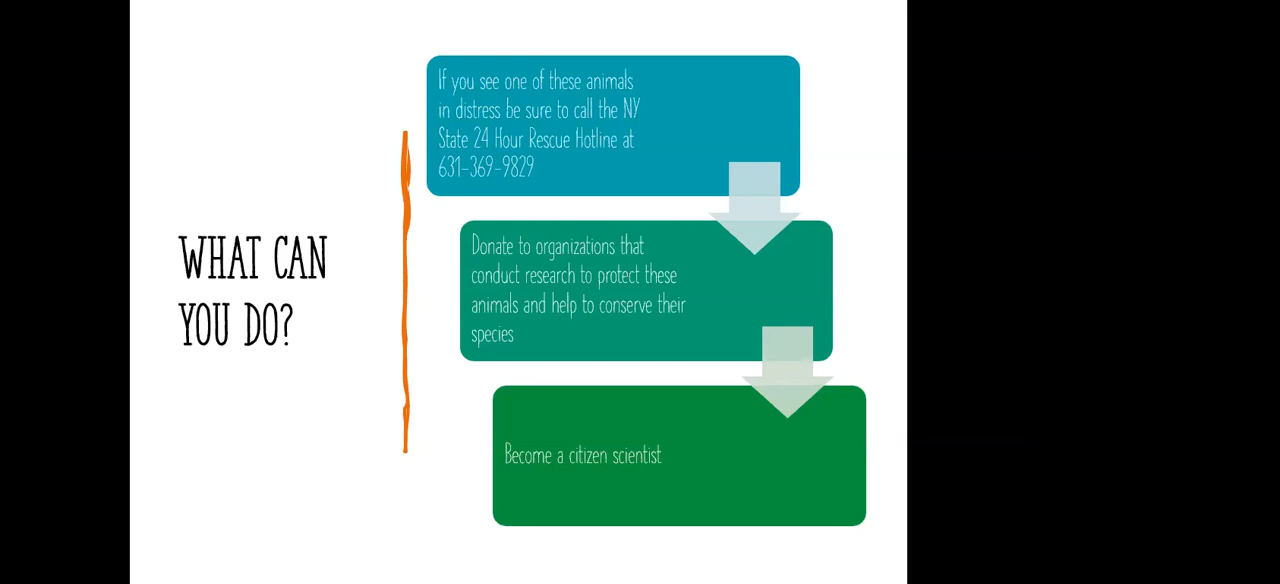 WHAT CAN
YOU DO?
If you see one of these animals
in distress be sure to call the NY
State 24 Hour Rescue Hotline at
631-369-9829
Donate to organizations that
conduct research to protect these
animals and help to conserve their
species
Become a citizen scientist